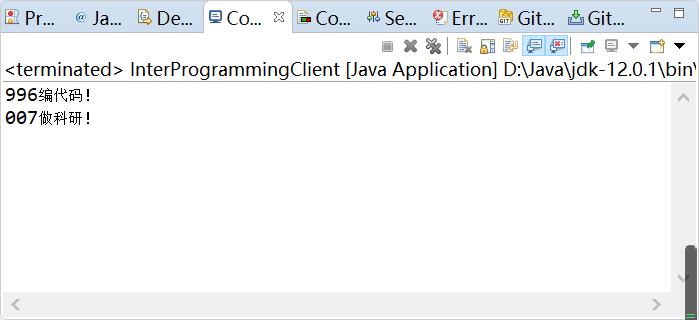 Pr... Ja... De... Co... Co... Se... Err... Git... Git...
<terminated> InterProgrammingClient [Java Application] D:\Java\jdk-12.0.1\bin\
996编代码!
007做科研!